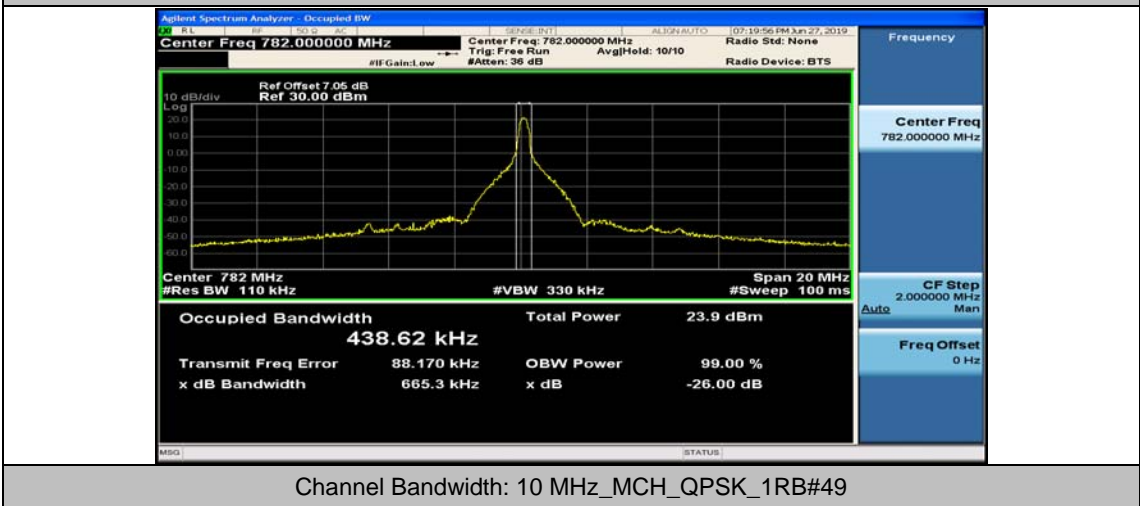 Agilent Spectrum Analyzer - Occupied BW
RL RF 50 Ω AC SENSE:INT ALIGNAUTO 07:19:56 PM Jun 27, 2019
Center Freq 782.000000 MHz Center Freq: 782.000000 MHz Radio Std: None
Trig: Free Run Avg|Hold: 10/10
#IFGain:Low #Atten: 36 dB Radio Device: BTS
Frequency
Ref Offset 7.05 dB
10 dB/div Ref 30.00 dBm
Log
20.0
10.0
0.00
-10.0
-20.0
-30.0
-40.0
-50.0
-60.0
Center Freq
782.000000 MHz
Center 782 MHz Span 20 MHz
#Res BW 110 kHz #VBW 330 kHz #Sweep 100 ms
CF Step
2.000000 MHz
Auto Man
Occupied Bandwidth Total Power 23.9 dBm
438.62 kHz
Freq Offset
0 Hz
Transmit Freq Error 88.170 kHz OBW Power 99.00 %
x dB Bandwidth 665.3 kHz x dB -26.00 dB
MSG STATUS
Channel Bandwidth: 10 MHz_MCH_QPSK_1RB#49